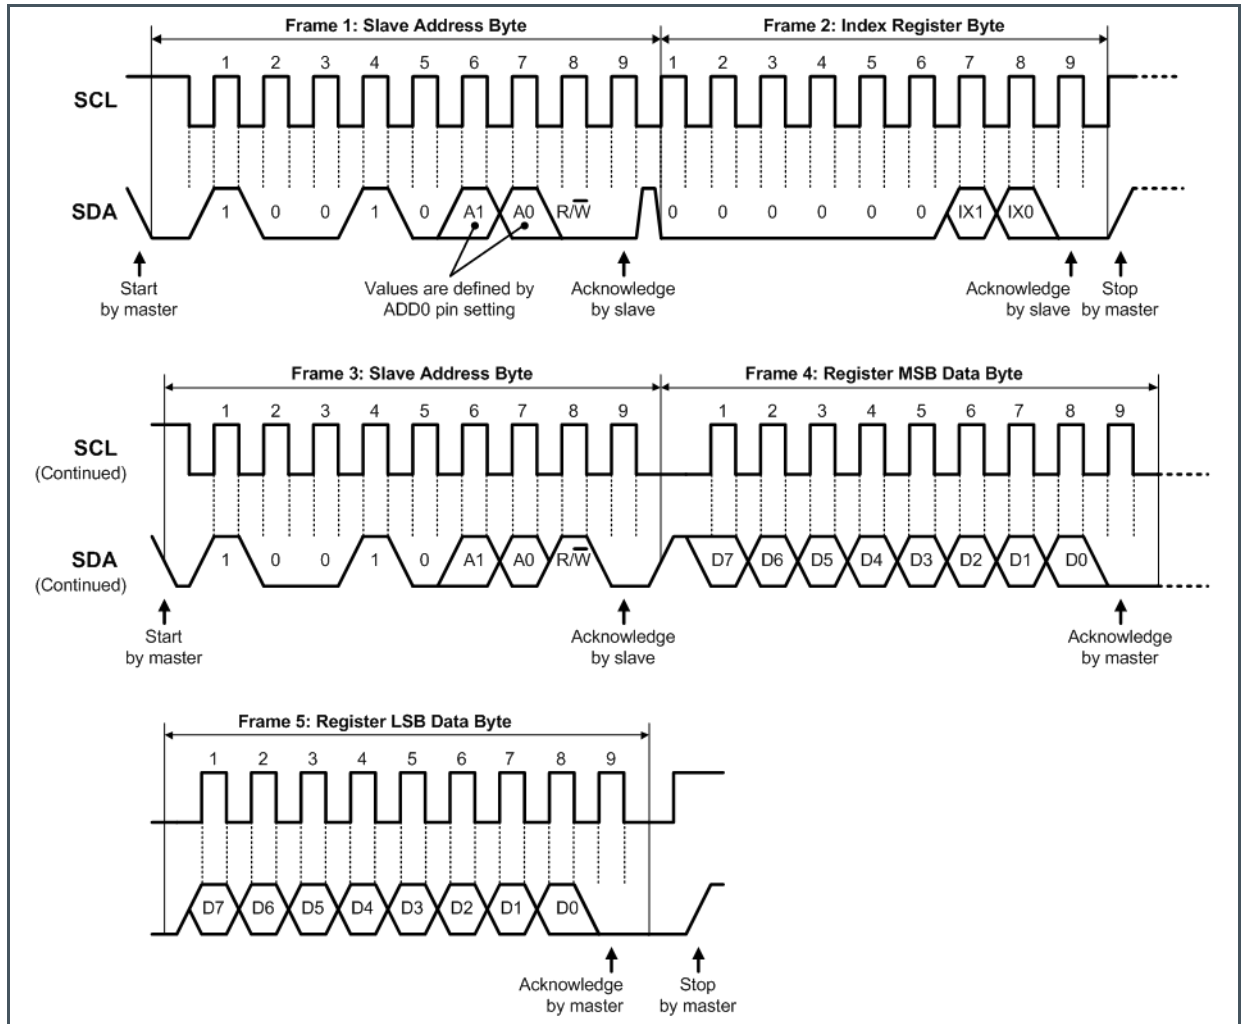 Frame 1: Slave Address Byte Frame 2: Index Register Byte
1 2 3 4 5 6 7 8 9 1 2 3 4 5 6 7 8 9
SCL
SDA 1 0 0 1 0 A1 A0 R/W̅ 0 0 0 0 0 0 IX1 IX0
Start Values are defined by Acknowledge Acknowledge Stop
by master ADD0 pin setting by slave by slave by master
Frame 3: Slave Address Byte Frame 4: Register MSB Data Byte
1 2 3 4 5 6 7 8 9 1 2 3 4 5 6 7 8 9
SCL
(Continued)
SDA 1 0 0 1 0 A1 A0 R/W̅ D7 D6 D5 D4 D3 D2 D1 D0
(Continued)
Start Acknowledge Acknowledge
by master by slave by master
Frame 5: Register LSB Data Byte
1 2 3 4 5 6 7 8 9
D7 D6 D5 D4 D3 D2 D1 D0
Acknowledge Stop
by master by master